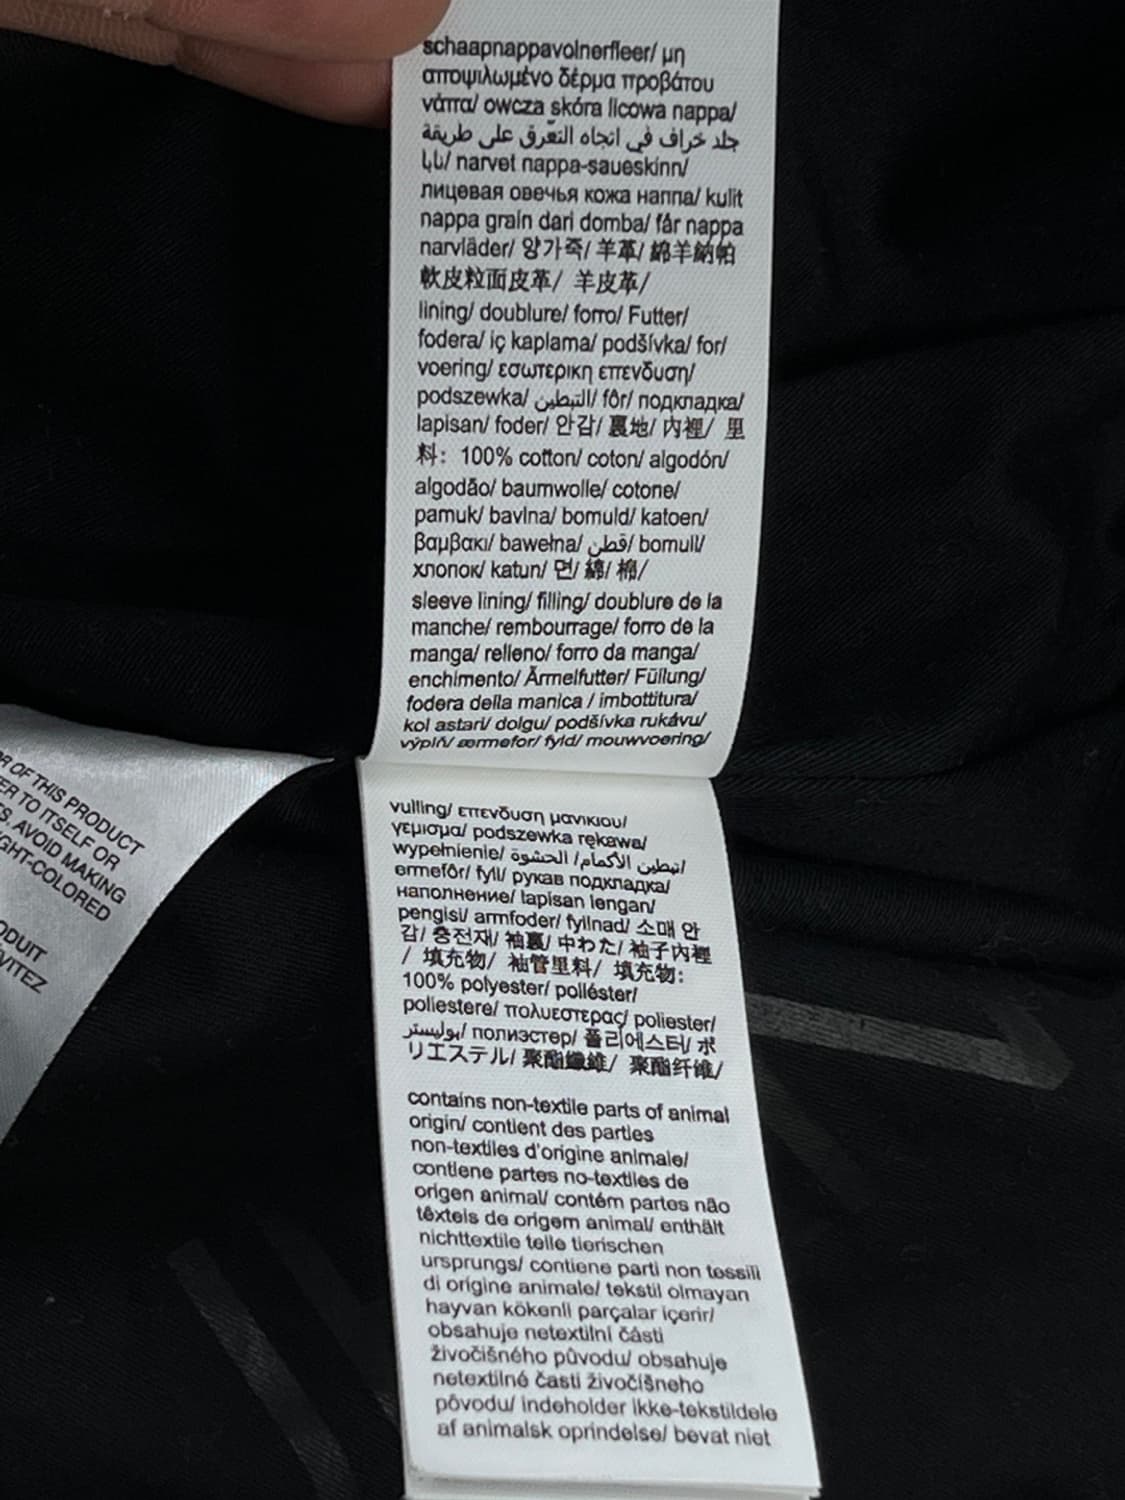 schaapnappavolnerfleer/ μη
αποψιλωμένο δέρμα προβάτου
νάπα/ owcza skóra licowa nappa/
جلد خراف في اتجاه التعرق على طريقة
نابا/ narvet nappa-saueskinn/
лицевая овечья кожа наппа/ kulit
nappa grain dari domba/ får nappa
narvläder/ 양가죽/ 羊革/ 綿羊納帕
軟皮粒面皮革/ 羊皮革/
lining/ doublure/ forro/ Futter/
fodera/ iç kaplama/ podšívka/ for/
voering/ εσωτερικη επενδυση/
podszewka/ التبطين/ fôr/ подкладка/
lapisan/ foder/ 안감/ 裏地/ 內裡/ 里
料: 100% cotton/ coton/ algodón/
algodão/ baumwolle/ cotone/
pamuk/ bavlna/ bomuld/ katoen/
βαμβακι/ bawełna/ قطن/ bomull/
хлопок/ katun/ 면/ 綿/ 棉/
sleeve lining/ filling/ doublure de la
manche/ rembourrage/ forro de la
manga/ relleno/ forro da manga/
enchimento/ Ärmelfutter/ Füllung/
fodera della manica / imbottitura/
kol astarı/ dolgu/ podšívka rukávu/
výplň/ ærmefor/ fyld/ mouwvoering/
vulling/ επενδυση μανικιου/
γεμισμα/ podszewka rękawa/
wypełnienie/ تبطين الأكمام/ الحشوة/
ermefôr/ fyll/ рукав подкладка/
наполнение/ lapisan lengan/
pengisi/ armfoder/ fyllnad/ 소매 안
감/ 충전재/ 袖裏/ 中わた/ 袖子內裡
/ 填充物/ 袖管里料/ 填充物:
100% polyester/ poliéster/
poliestere/ πολυεστερας/ poliester/
بوليستر/ полиэстер/ 폴리에스터/ ポ
リエステル/ 聚酯纖維/ 聚酯纤维/
contains non-textile parts of animal
origin/ contient des parties
non-textiles d'origine animale/
contiene partes no-textiles de
origen animal/ contém partes não
têxteis de origem animal/ enthält
nichttextile teile tierischen
ursprungs/ contiene parti non tessili
di origine animale/ tekstil olmayan
hayvan kökenli parçalar içerir/
obsahuje netextilní části
živočišného původu/ obsahuje
netextilné časti živočíšneho
pôvodu/ indeholder ikke-tekstildele
af animalsk oprindelse/ bevat niet
OF THIS PRODUCT
TO ITSELF OR
AVOID MAKING